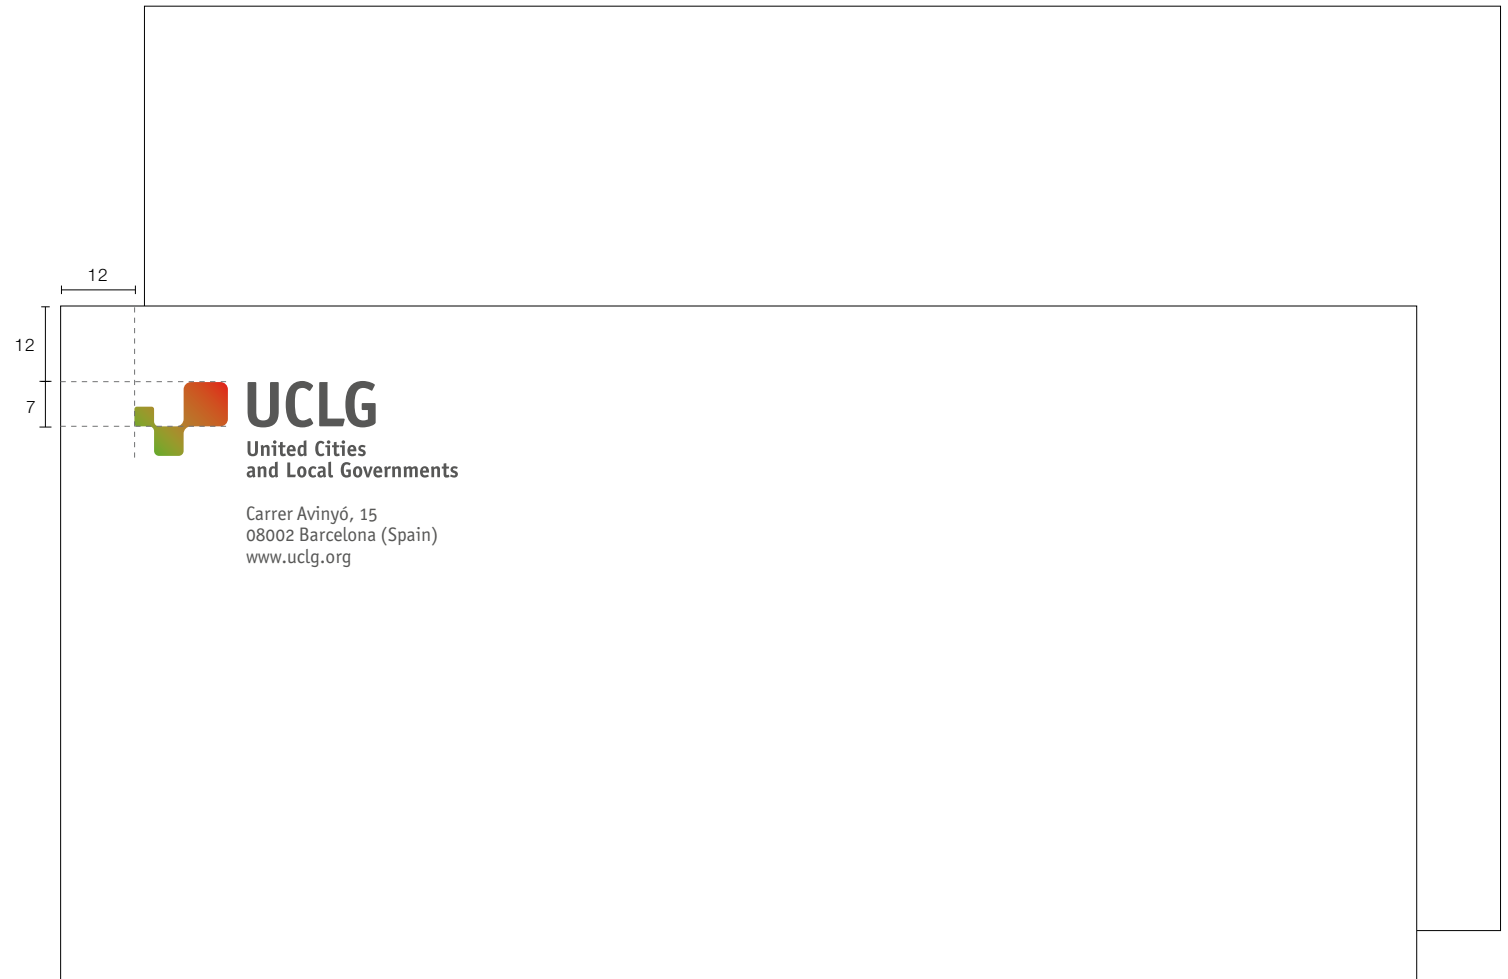 12
12
7
UCLG
United Cities
and Local Governments
Carrer Avinyó, 15
08002 Barcelona (Spain)
www.uclg.org